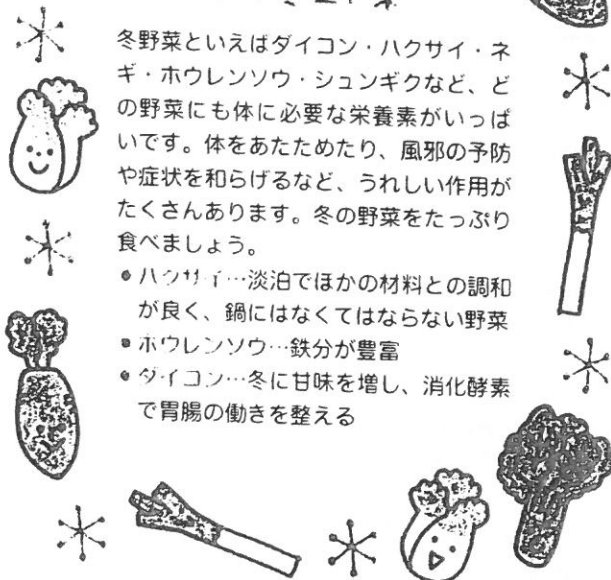 冬野菜といえばダイコン・ハクサイ・ネ
ギ・ホウレンソウ・シュンギクなど、ど
の野菜にも体に必要な栄養素がいっぱ
いです。体をあたためたり、風邪の予防
や症状を和らげるなど、うれしい作用が
たくさんあります。冬の野菜をたっぷり
食べましょう。
●ハクサイ…淡泊でほかの材料との調和
が良く、鍋にはなくてはならない野菜
●ホウレンソウ…鉄分が豊富
●ダイコン…冬に甘味を増し、消化酵素
で胃腸の働きを整える